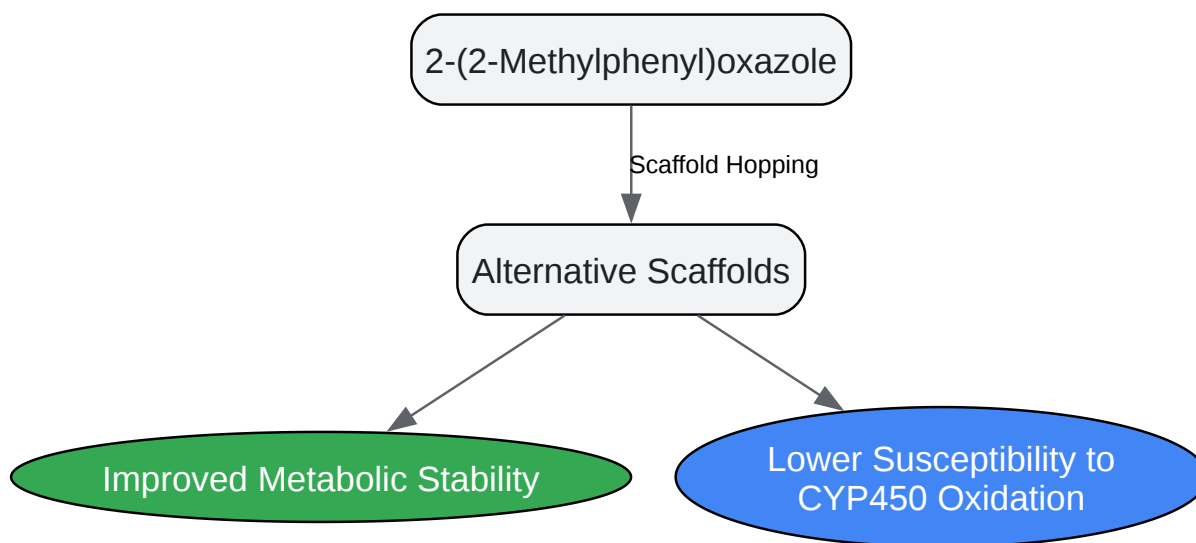 2-(2-Methylphenyl)oxazole
Scaffold Hopping
Alternative Scaffolds
Improved Metabolic Stability
Lower Susceptibility to
CYP450 Oxidation